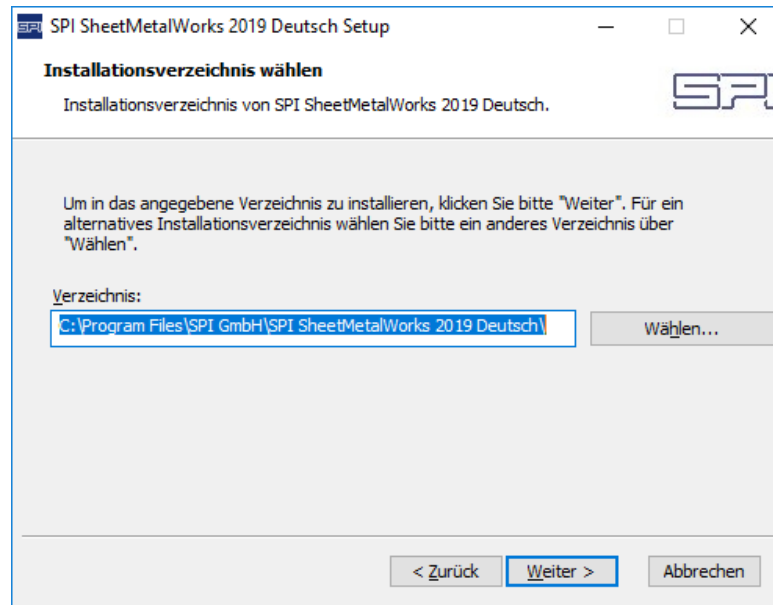 SPI SPI SheetMetalWorks 2019 Deutsch Setup
Installationsverzeichnis wählen
Installationsverzeichnis von SPI SheetMetalWorks 2019 Deutsch.
SPI
Um in das angegebene Verzeichnis zu installieren, klicken Sie bitte "Weiter". Für ein
alternatives Installationsverzeichnis wählen Sie bitte ein anderes Verzeichnis über
"Wählen".
Verzeichnis:
C:\Program Files\SPI GmbH\SPI SheetMetalWorks 2019 Deutsch\
Wählen...
< Zurück
Weiter >
Abbrechen